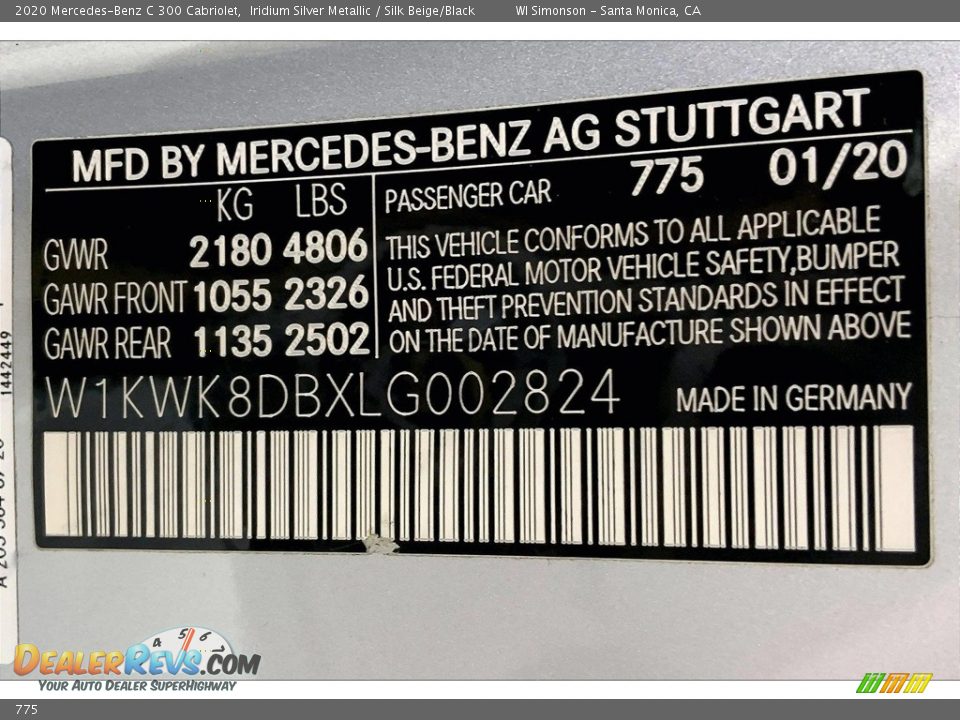 2020 Mercedes-Benz C 300 Cabriolet, Iridium Silver Metallic / Silk Beige/Black WI Simonson - Santa Monica, CA
MFD BY MERCEDES-BENZ AG STUTTGART
KG LBS
GVWR 2180 4806
GAWR FRONT 1055 2326
GAWR REAR 1135 2502
PASSENGER CAR 775 01/20
THIS VEHICLE CONFORMS TO ALL APPLICABLE
U.S. FEDERAL MOTOR VEHICLE SAFETY,BUMPER
AND THEFT PREVENTION STANDARDS IN EFFECT
ON THE DATE OF MANUFACTURE SHOWN ABOVE
W1KWK8DBXLG002824 MADE IN GERMANY
1442449
4 5 6 7
DEALERREVS.COM
YOUR AUTO DEALER SUPERHIGHWAY
775